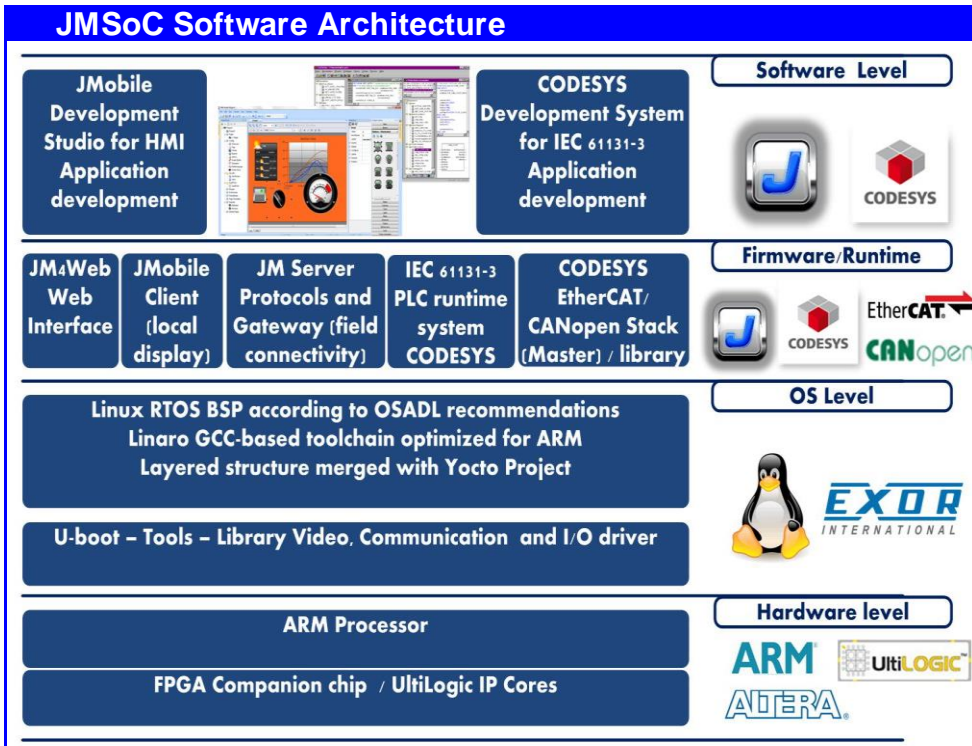 JMSoC Software Architecture
JMobile
Development
Studio for HMI
Application
development
CODESYS
Development System
for IEC 61131-3
Application
development
Software Level
J
CODESYS
JM4Web
Web
Interface
JMobile
Client
(local
display)
JM Server
Protocols and
Gateway (field
connectivity)
IEC 61131-3
PLC runtime
system
CODESYS
CODESYS
EtherCAT/
CANopen Stack
(Master) / library
Firmware/Runtime
J
CODESYS
EtherCAT
CANopen
Linux RTOS BSP according to OSADL recommendations
Linaro GCC-based toolchain optimized for ARM
Layered structure merged with Yocto Project
U-boot – Tools – Library Video, Communication and I/O driver
OS Level
EXOR
INTERNATIONAL
ARM Processor
FPGA Companion chip / UltiLogic IP Cores
Hardware level
ARM®
UltiLOGIC™
ALTERA®